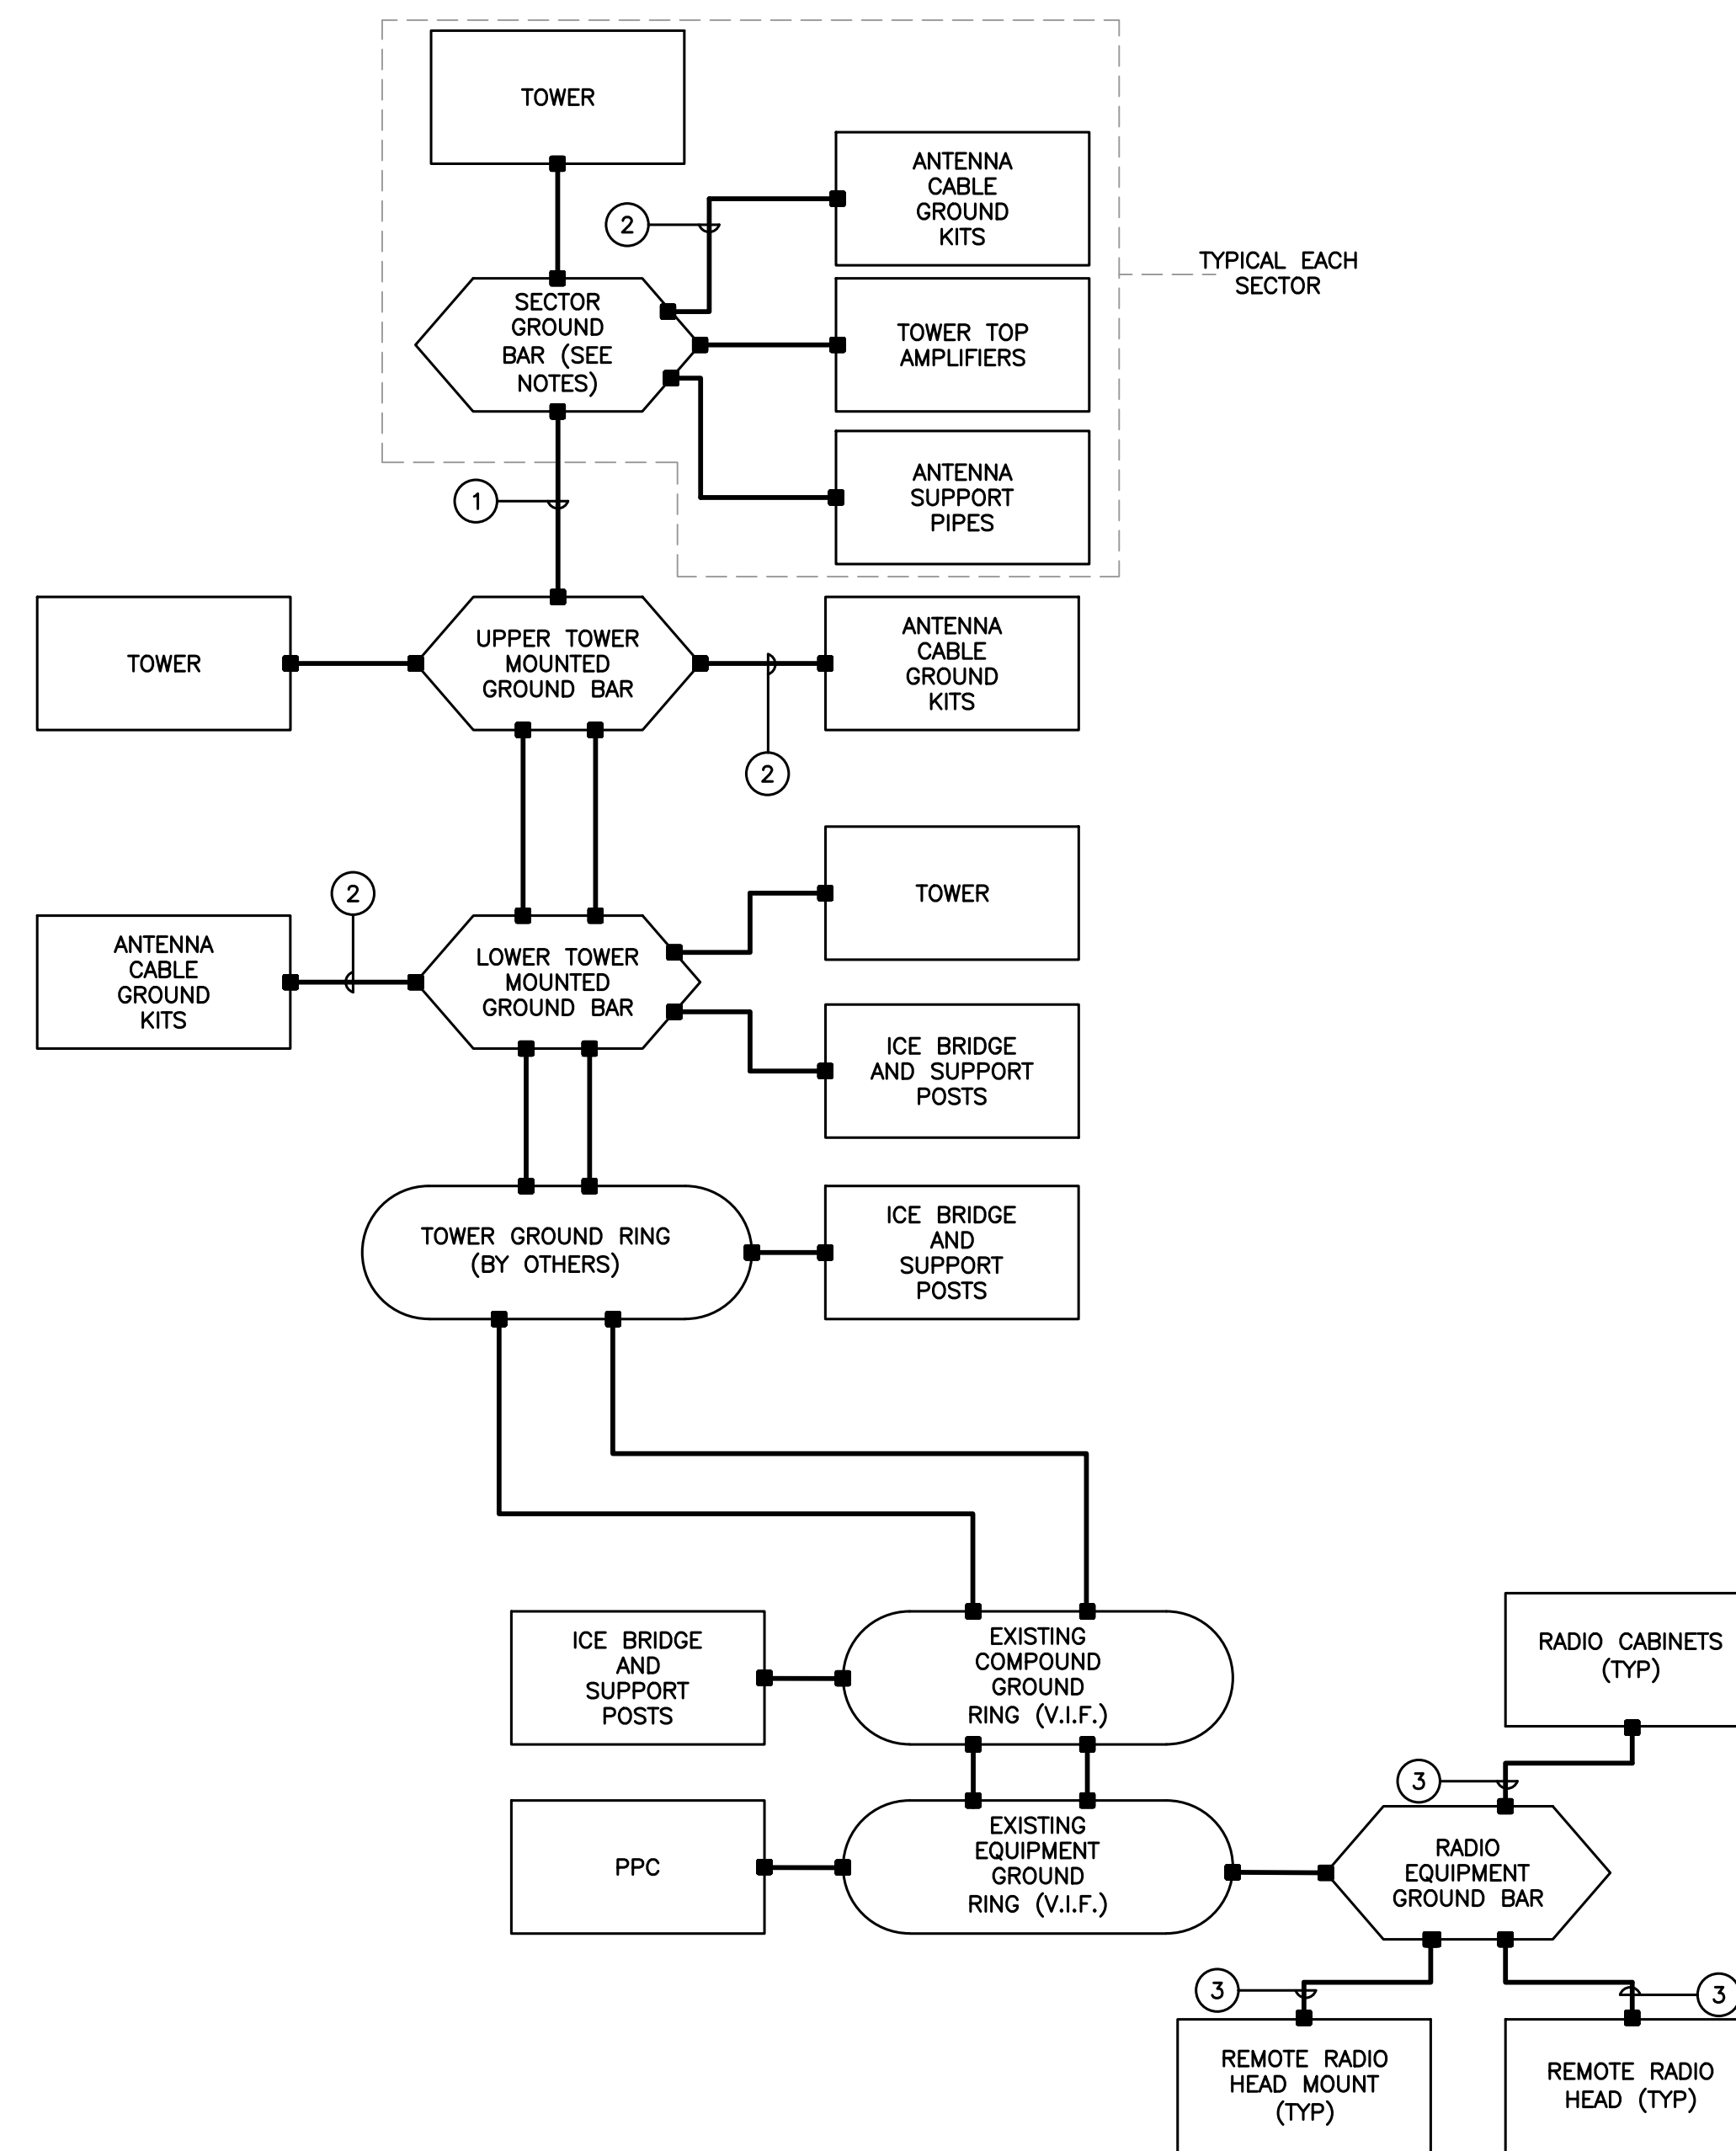 TOWER
ANTENNA
CABLE
GROUND
KITS
2
TYPICAL EACH
SECTOR
SECTOR
GROUND
BAR (SEE
NOTES)
TOWER TOP
AMPLIFIERS
ANTENNA
SUPPORT
PIPES
1
TOWER
UPPER TOWER
MOUNTED
GROUND BAR
ANTENNA
CABLE
GROUND
KITS
2
TOWER
2
ANTENNA
CABLE
GROUND
KITS
LOWER TOWER
MOUNTED
GROUND BAR
ICE BRIDGE
AND SUPPORT
POSTS
TOWER GROUND RING
(BY OTHERS)
ICE BRIDGE
AND
SUPPORT
POSTS
ICE BRIDGE
AND
SUPPORT
POSTS
EXISTING
COMPOUND
GROUND
RING (V.I.F.)
RADIO CABINETS
(TYP)
3
PPC
EXISTING
EQUIPMENT
GROUND
RING (V.I.F.)
RADIO
EQUIPMENT
GROUND BAR
3
3
REMOTE RADIO
HEAD MOUNT
(TYP)
REMOTE RADIO
HEAD (TYP)